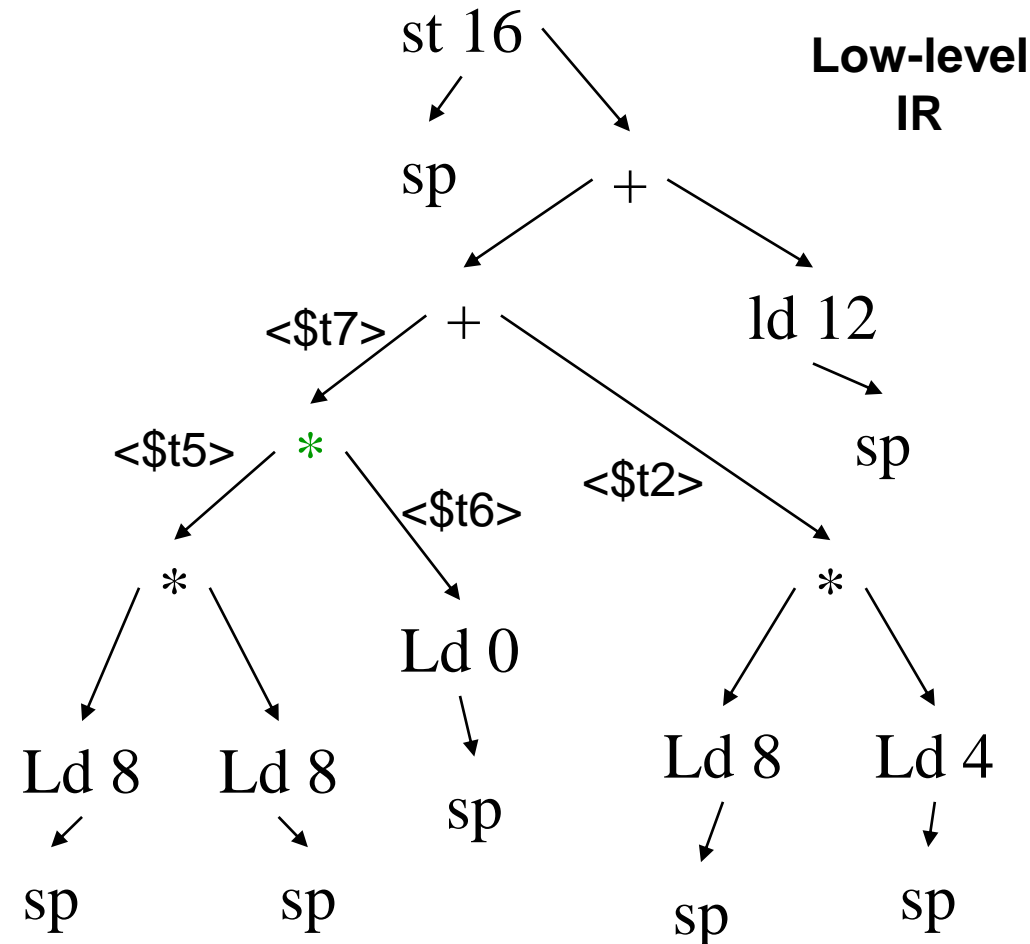 st 16
Low-level
IR
sp
+
<$t7>
+
ld 12
<$t5>
*
<$t6>
<$t2>
sp
*
*
Ld 0
Ld 8
Ld 8
Ld 8
Ld 4
sp
sp
sp
sp
sp